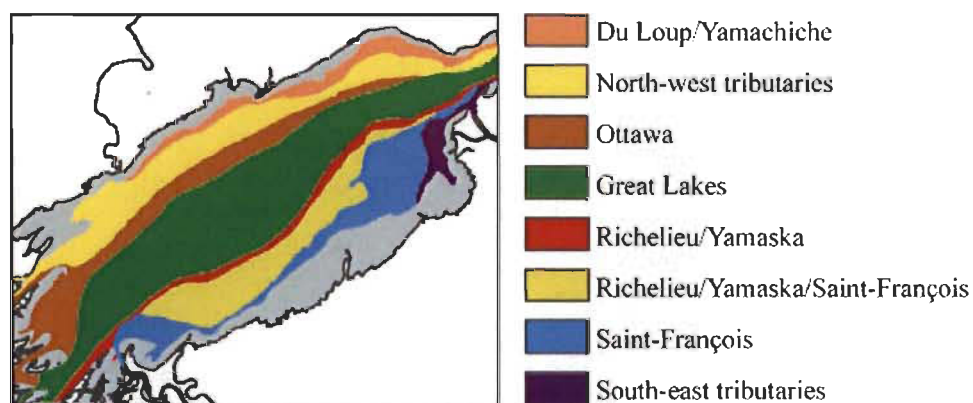 Du Loup/Yamachiche
North-west tributaries
Ottawa
Great Lakes
Richelieu/Yamaska
Richelieu/Yamaska/Saint-François
Saint-François
South-east tributaries